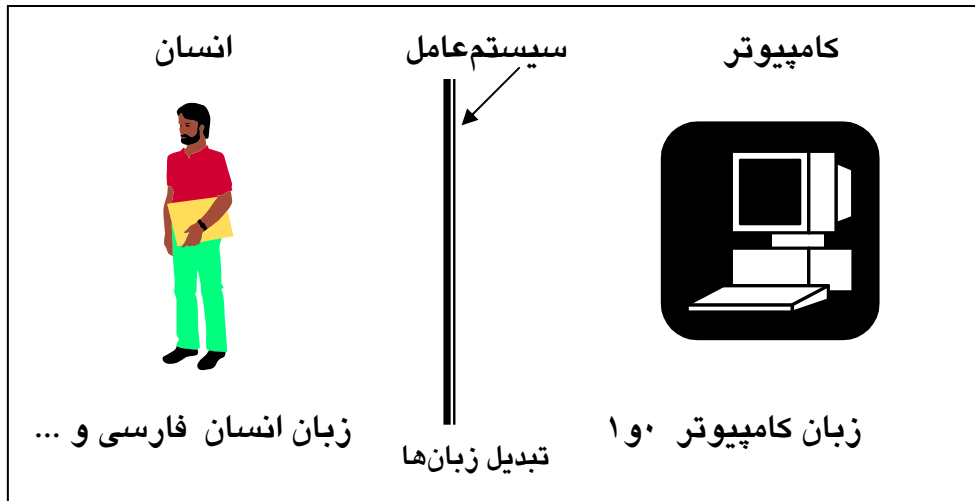 کامپیوتر
سیستم‌عامل
انسان
زبان کامپیوتر ۰و۱
زبان انسان فارسی و ...
تبدیل زبان‌ها